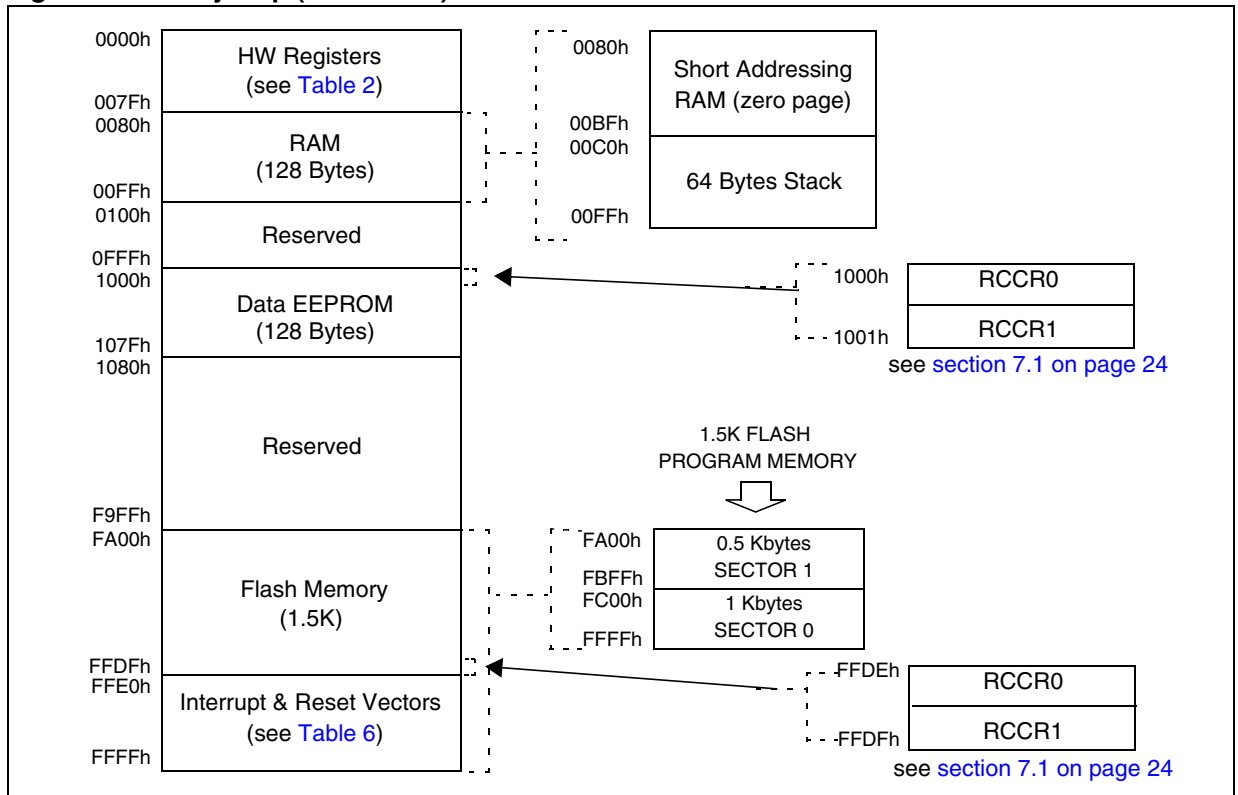 0000h
HW Registers
(see Table 2)
007Fh
0080h
RAM
(128 Bytes)
00FFh
0100h
Reserved
0FFFh
1000h
Data EEPROM
(128 Bytes)
107Fh
1080h
Reserved
F9FFh
FA00h
Flash Memory
(1.5K)
FFDFh
FFE0h
Interrupt & Reset Vectors
(see Table 6)
FFFFh
0080h
Short Addressing
RAM (zero page)
00BFh
00C0h
64 Bytes Stack
00FFh
1000h
RCCR0
RCCR1
1001h
see section 7.1 on page 24
1.5K FLASH
PROGRAM MEMORY
FA00h
0.5 Kbytes
SECTOR 1
FBFFh
FC00h
1 Kbytes
SECTOR 0
FFFFh
FFDEh
RCCR0
RCCR1
FFDFh
see section 7.1 on page 24